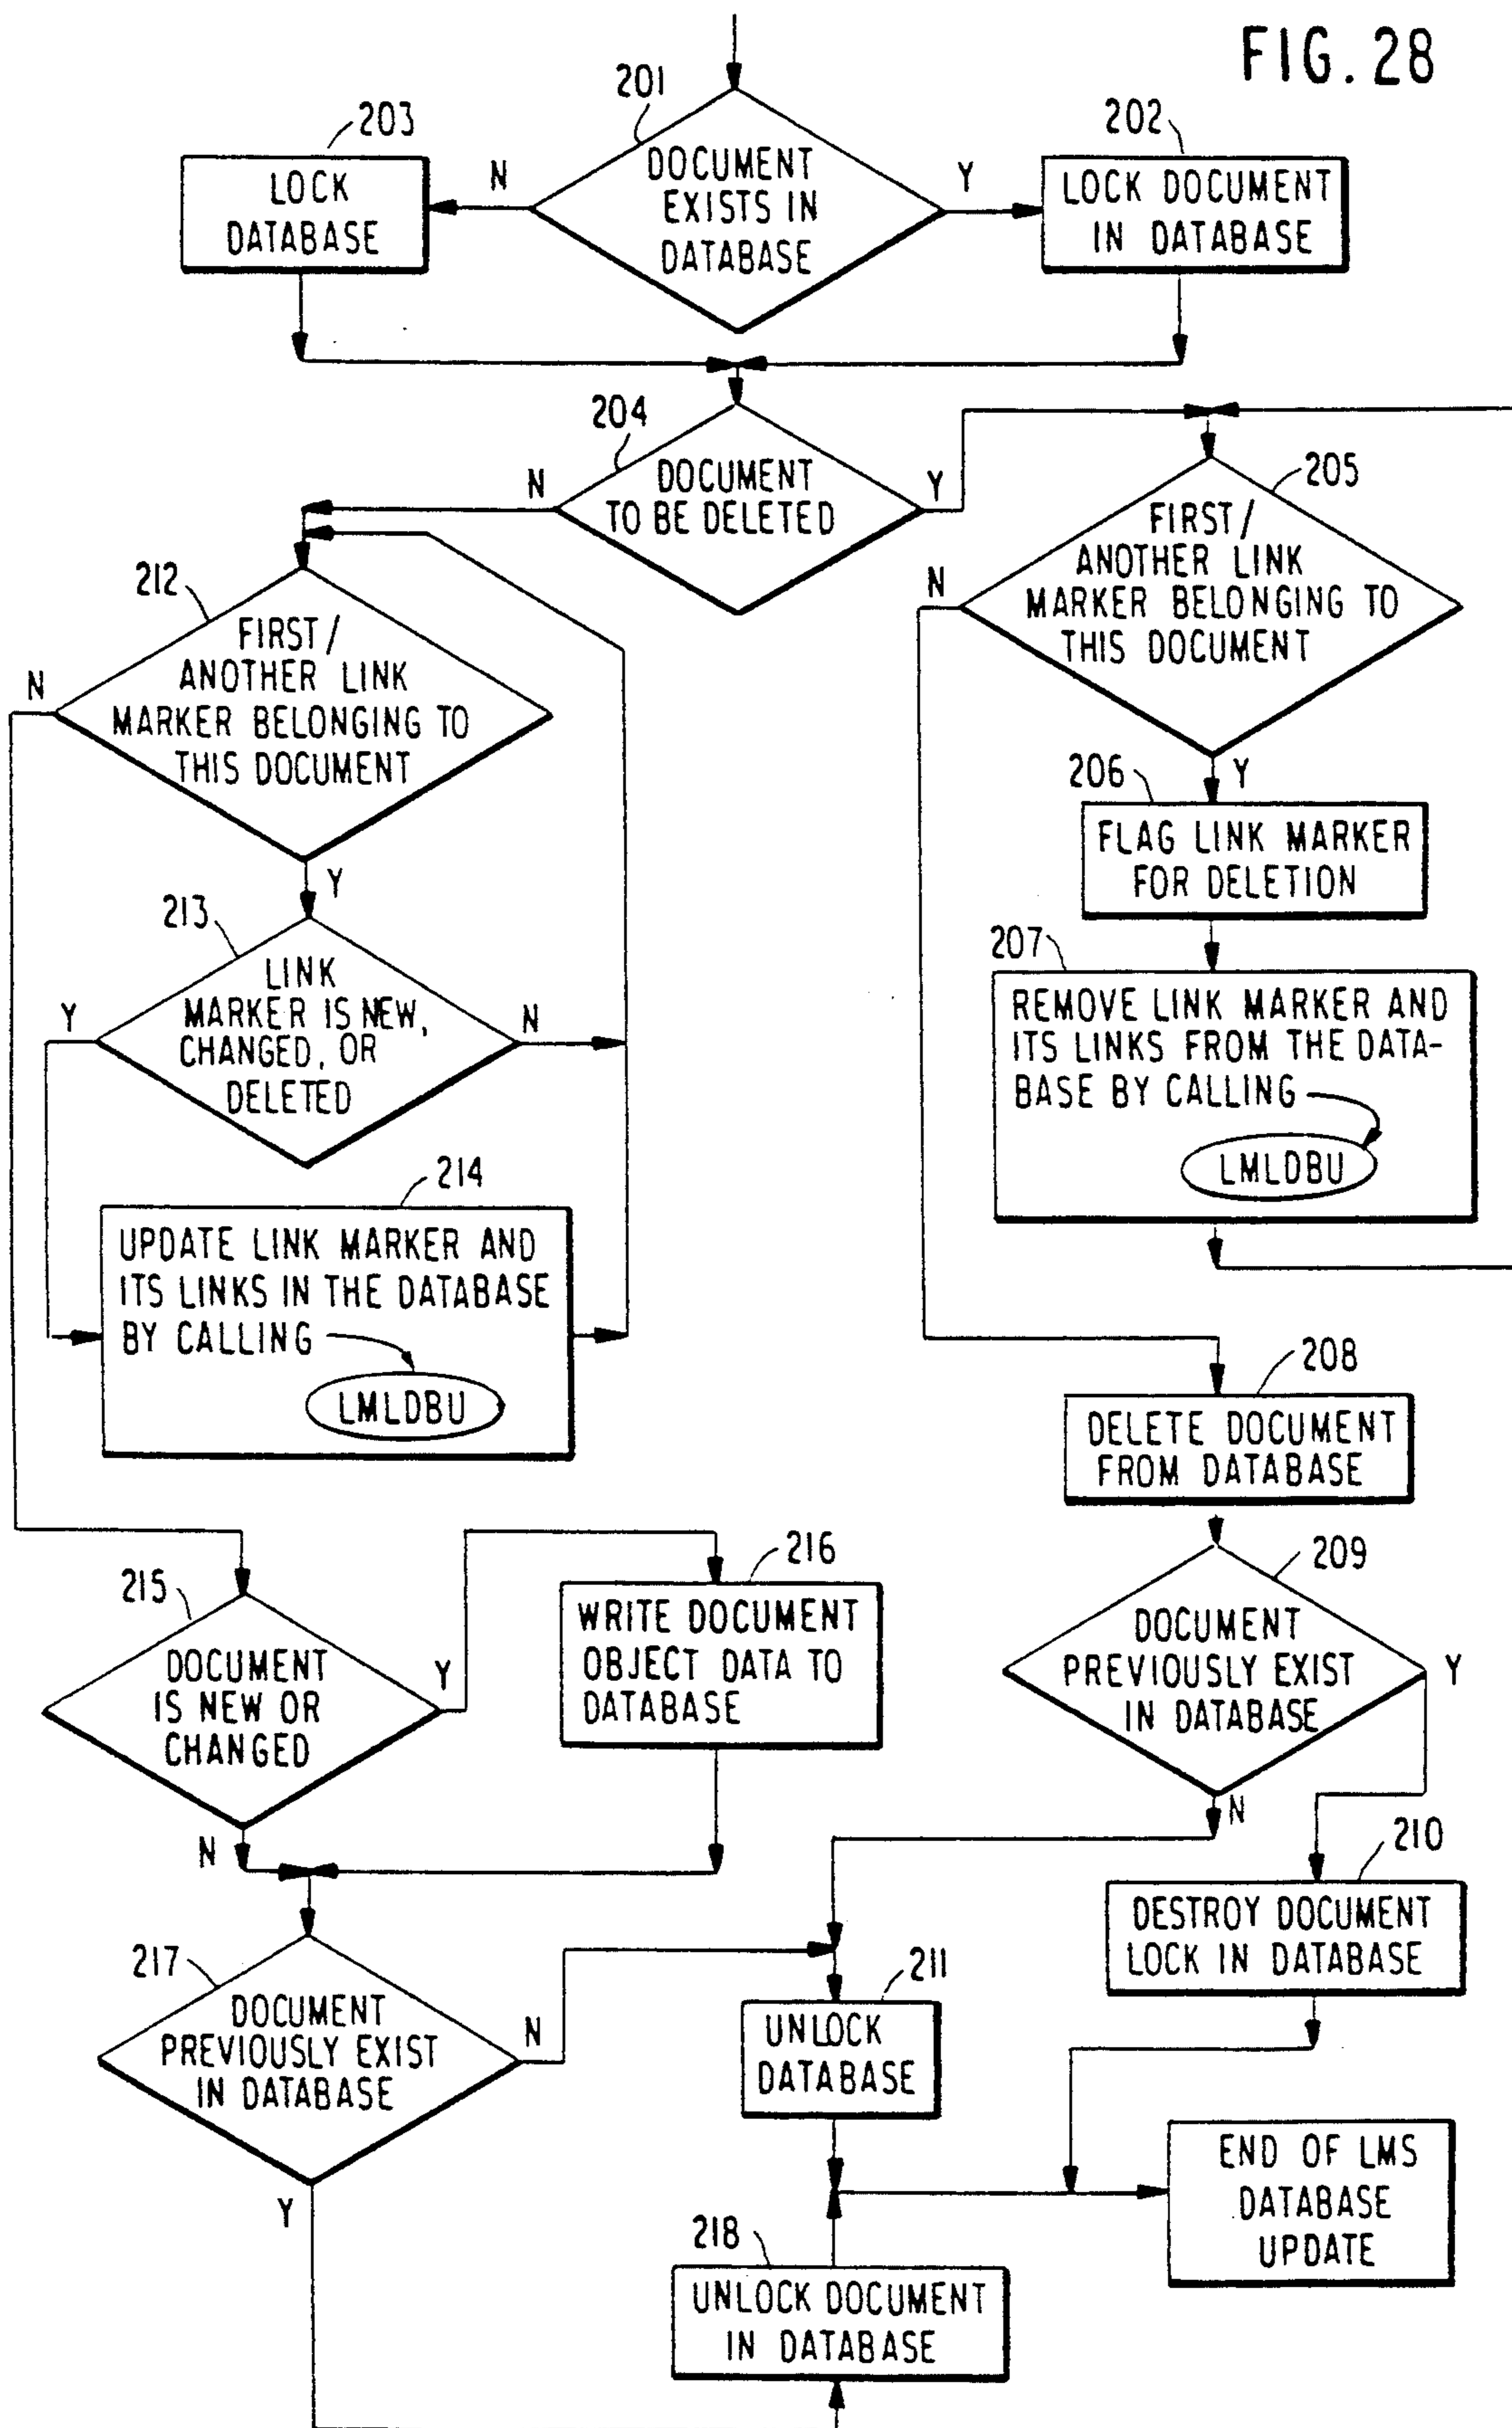 FIG. 28
201
203
202
DOCUMENT
EXISTS IN
DATABASE
N
Y
LOCK
DATABASE
LOCK DOCUMENT
IN DATABASE
204
DOCUMENT
TO BE DELETED
N
Y
205
FIRST/
ANOTHER LINK
MARKER BELONGING TO
THIS DOCUMENT
N
Y
212
FIRST/
ANOTHER LINK
MARKER BELONGING TO
THIS DOCUMENT
N
Y
206
FLAG LINK MARKER
FOR DELETION
213
LINK
MARKER IS NEW,
CHANGED, OR
DELETED
Y
N
207
REMOVE LINK MARKER AND
ITS LINKS FROM THE DATA-
BASE BY CALLING
LMLDBU
214
UPDATE LINK MARKER AND
ITS LINKS IN THE DATABASE
BY CALLING
LMLDBU
208
DELETE DOCUMENT
FROM DATABASE
215
DOCUMENT
IS NEW OR
CHANGED
Y
N
216
WRITE DOCUMENT
OBJECT DATA TO
DATABASE
209
DOCUMENT
PREVIOUSLY EXIST
IN DATABASE
Y
N
210
DESTROY DOCUMENT
LOCK IN DATABASE
217
DOCUMENT
PREVIOUSLY EXIST
IN DATABASE
N
Y
211
UNLOCK
DATABASE
END OF LMS
DATABASE
UPDATE
218
UNLOCK DOCUMENT
IN DATABASE